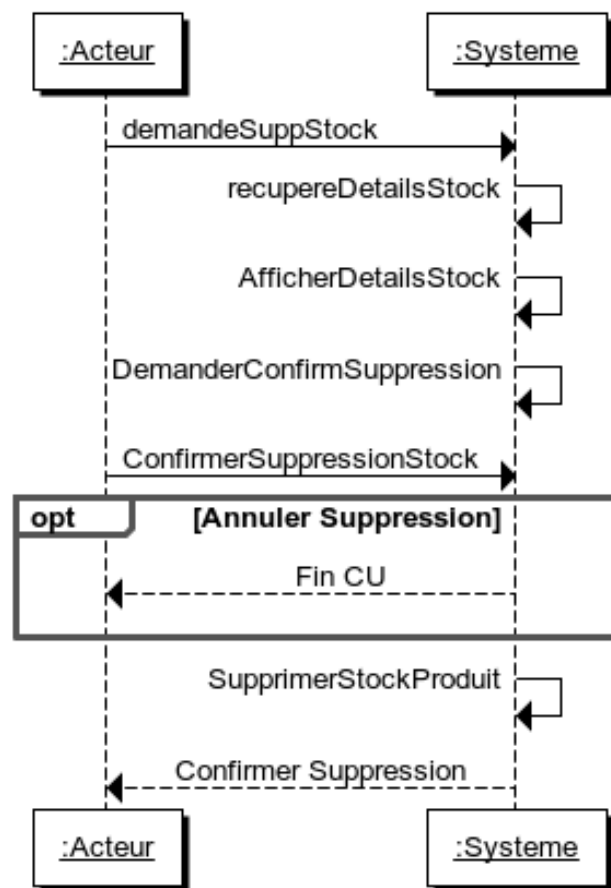 :Acteur
:Systeme
demandeSuppStock
recupereDetailsStock
AfficherDetailsStock
DemanderConfirmSuppression
ConfirmerSuppressionStock
opt
[Annuler Suppression]
Fin CU
SupprimerStockProduit
Confirmer Suppression
:Acteur
:Systeme